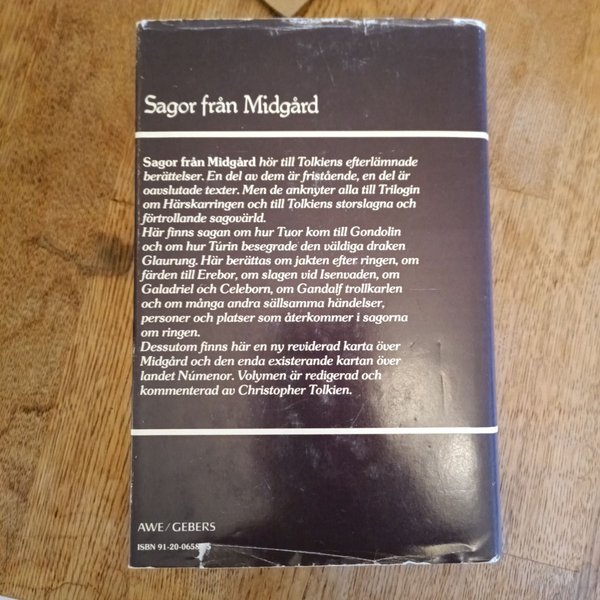 Sagor från Midgård
Sagor från Midgård hör till Tolkiens efterlämnade
berättelser. En del av dem är fristående, en del är
oavslutade texter. Men de anknyter alla till Trilogin
om Härskarringen och till Tolkiens storslagna och
förtrollande sagovärld.
Här finns sagan om hur Tuor kom till Gondolin
och om hur Túrin besegrade den väldiga draken
Glaurung. Här berättas om jakten efter ringen, om
färden till Erebor, om slagen vid Isenvaden, om
Galadriel och Celeborn, om Gandalf trollkarlen
och om många andra sällsamma händelser,
personer och platser som återkommer i sagorna
om ringen.
Dessutom finns här en ny reviderad karta över
Midgård och den enda existerande kartan över
landet Númenor. Volymen är redigerad och
kommenterad av Christopher Tolkien.
AWE/GEBERS
ISBN 91-20-065